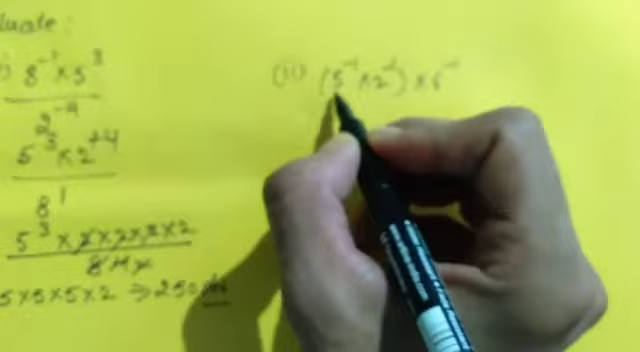 luate:
i) 8⁻¹ × 5³
2⁻⁴
5³ × 2⁺⁴
8¹
5³ × 2 × 2 × 2 × 2
5×5×5×2 ⇒ 250
(ii) (5⁻¹ × 2⁻¹) × 6⁻¹